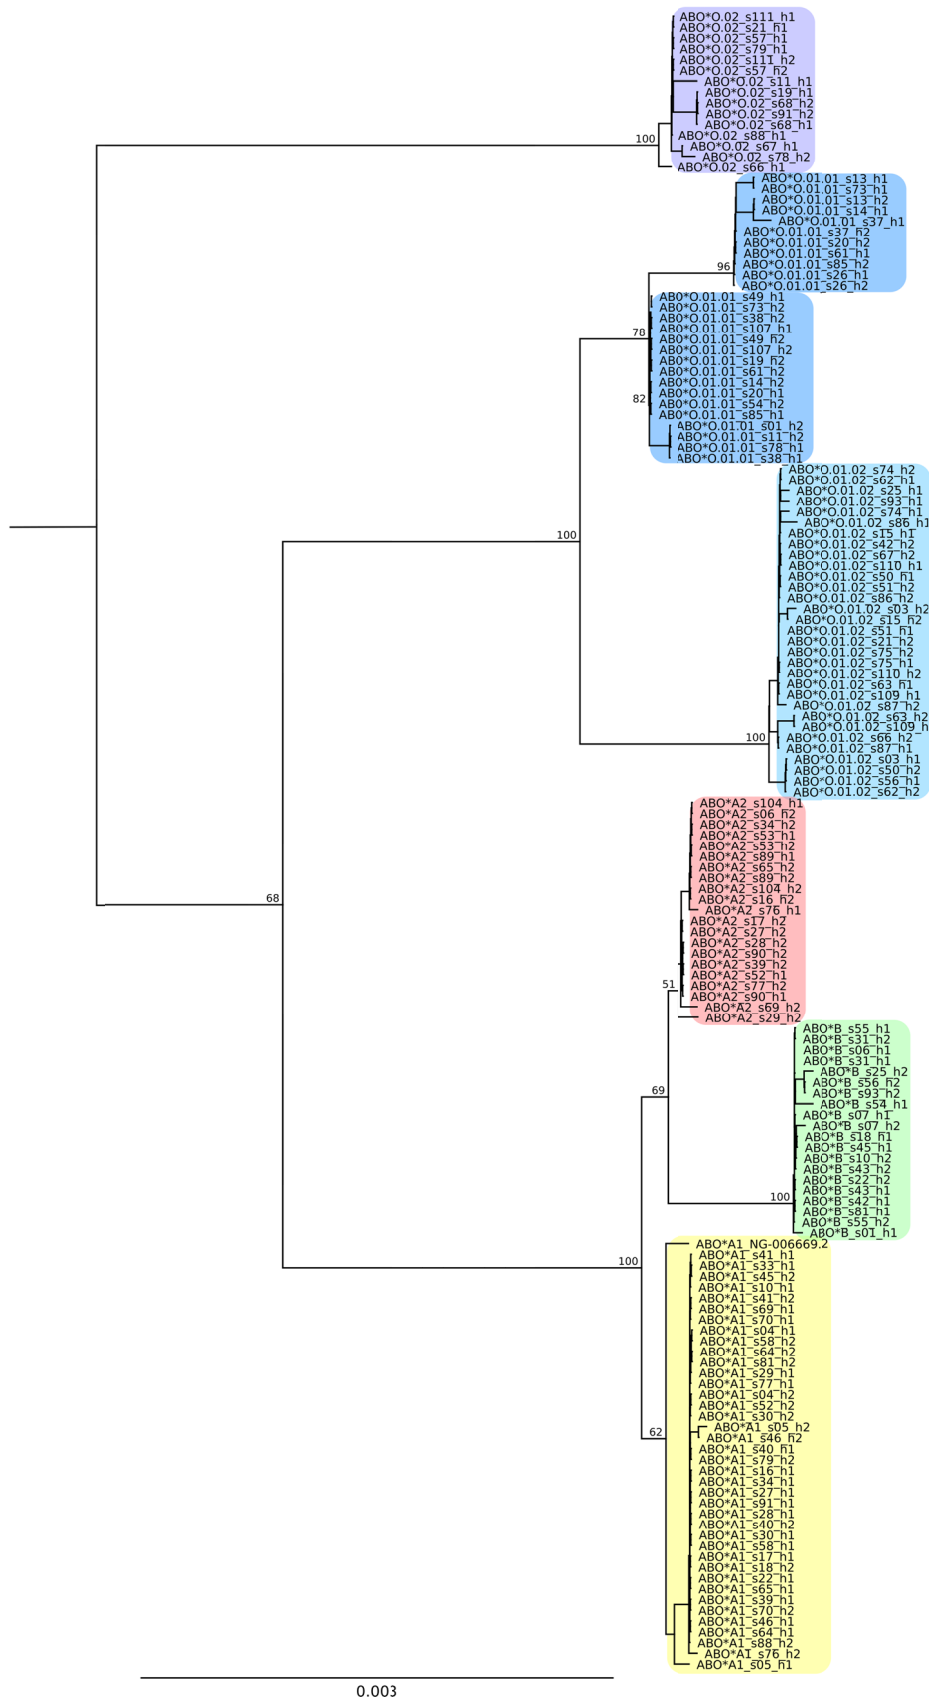 ABO*O.02_s111_h1
ABO*O.02_s21_h1
ABO*O.02_s57_h1
ABO*O.02_s79_h1
ABO*O.02_s111_h2
ABO*O.02_s57_h2
ABO*O.02_s11_h1
ABO*O.02_s19_h1
ABO*O.02_s68_h2
ABO*O.02_s91_h2
ABO*O.02_s68_h1
ABO*O.02_s88_h1
100
ABO*O.02_s67_h1
ABO*O.02_s78_h2
ABO*O.02_s66_h1
ABO*O.01.01_s13_h1
ABO*O.01.01_s73_h1
ABO*O.01.01_s13_h2
ABO*O.01.01_s14_h1
ABO*O.01.01_s37_h1
ABO*O.01.01_s37_h2
ABO*O.01.01_s20_h2
ABO*O.01.01_s61_h1
96
ABO*O.01.01_s85_h2
ABO*O.01.01_s26_h1
ABO*O.01.01_s26_h2
AB0*O.01.01_s49_h1
AB0*O.01.01_s73_h2
AB0*O.01.01_s38_h2
AB0*O.01.01_s107_h1
78
AB0*O.01.01_s49_h2
AB0*O.01.01_s107_h2
AB0*O.01.01_s19_h2
AB0*O.01.01_s61_h2
AB0*O.01.01_s14_h2
AB0*O.01.01_s20_h1
82
AB0*O.01.01_s54_h2
AB0*O.01.01_s85_h1
ABO*O.01.01_s01_h2
ABO*O.01.01_s11_h2
ABO*O.01.01_s78_h1
ABO*O.01.01_s38_h1
ABO*O.01.02_s74_h2
ABO*O.01.02_s62_h1
ABO*O.01.02_s25_h1
ABO*O.01.02_s93_h1
ABO*O.01.02_s74_h1
ABO*O.01.02_s86_h1
100
ABO*O.01.02_s15_h1
ABO*O.01.02_s42_h2
ABO*O.01.02_s67_h2
ABO*O.01.02_s110_h1
ABO*O.01.02_s50_h1
ABO*O.01.02_s51_h2
ABO*O.01.02_s86_h2
ABO*O.01.02_s03_h2
ABO*O.01.02_s15_h2
ABO*O.01.02_s51_h1
ABO*O.01.02_s21_h2
ABO*O.01.02_s75_h2
ABO*O.01.02_s75_h1
ABO*O.01.02_s110_h2
ABO*O.01.02_s63_h1
ABO*O.01.02_s109_h1
ABO*O.01.02_s87_h2
ABO*O.01.02_s63_h2
ABO*O.01.02_s109_h
100
ABO*O.01.02_s66_h2
ABO*O.01.02_s87_h1
ABO*O.01.02_s03_h1
ABO*O.01.02_s50_h2
ABO*O.01.02_s56_h1
ABO*O.01.02_s62_h2
ABO*A2_s104_h1
ABO*A2_s06_h2
ABO*A2_s34_h2
ABO*A2_s53_h1
ABO*A2_s53_h2
ABO*A2_s89_h1
ABO*A2_s65_h2
ABO*A2_s89_h2
ABO*A2_s104_h2
68
ABO*A2_s16_h2
ABO*A2_s76_h1
ABO*A2_s17_h2
ABO*A2_s27_h2
ABO*A2_s28_h2
ABO*A2_s90_h2
ABO*A2_s39_h2
ABO*A2_s52_h1
51
ABO*A2_s77_h2
ABO*A2_s90_h1
ABO*A2_s69_h2
ABO*A2_s29_h2
ABO*B_s55_h1
ABO*B_s31_h2
ABO*B_s06_h1
ABO*B_s31_h1
ABO*B_s25_h2
ABO*B_s56_h2
69
ABO*B_s93_h2
ABO*B_s54_h1
ABO*B_s07_h1
ABO*B_s07_h2
ABO*B_s18_h1
ABO*B_s45_h1
ABO*B_s10_h2
ABO*B_s43_h2
ABO*B_s22_h2
ABO*B_s43_h1
100
ABO*B_s42_h1
ABO*B_s81_h1
ABO*B_s55_h2
ABO*B_s01_h1
ABO*A1_NG-006669.2
ABO*A1_s41_h1
100
ABO*A1_s33_h1
ABO*A1_s45_h2
ABO*A1_s10_h1
ABO*A1_s41_h2
ABO*A1_s69_h1
ABO*A1_s70_h1
ABO*A1_s04_h1
ABO*A1_s58_h2
ABO*A1_s64_h2
ABO*A1_s81_h2
ABO*A1_s29_h1
ABO*A1_s77_h1
ABO*A1_s04_h2
ABO*A1_s52_h2
ABO*A1_s30_h2
ABO*A1_s05_h2
62
ABO*A1_s46_h2
ABO*A1_s40_h1
ABO*A1_s79_h2
ABO*A1_s16_h1
ABO*A1_s34_h1
ABO*A1_s27_h1
ABO*A1_s91_h1
ABO*A1_s28_h1
ABO*A1_s40_h2
ABO*A1_s30_h1
ABO*A1_s58_h1
ABO*A1_s17_h1
ABO*A1_s18_h2
ABO*A1_s22_h1
ABO*A1_s65_h1
ABO*A1_s39_h1
ABO*A1_s70_h2
ABO*A1_s46_h1
ABO*A1_s64_h1
ABO*A1_s88_h2
ABO*A1_s76_h2
ABO*A1_s05_h1
0.003